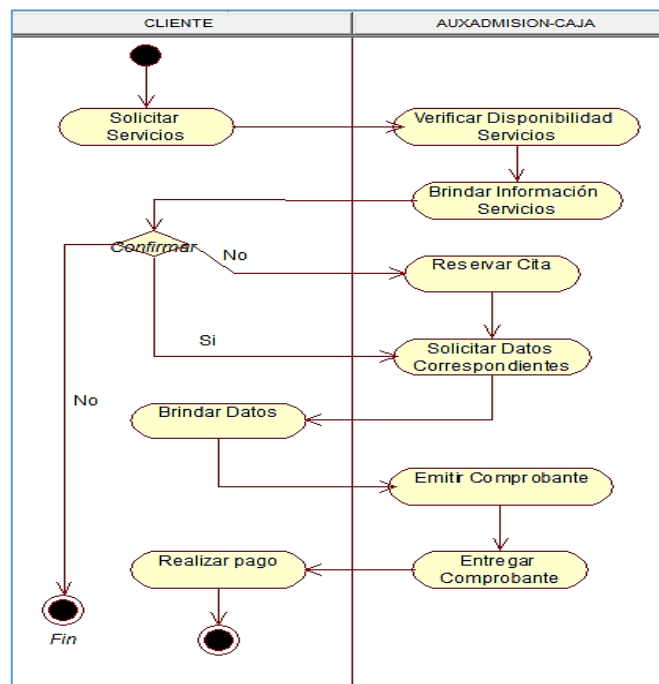 CLIENTE
AUXADMISION-CAJA
Solicitar
Servicios
Verificar Disponibilidad
Servicios
Brindar Información
Servicios
Confirmar
No
Reservar Cita
Si
Solicitar Datos
Correspondientes
No
Brindar Datos
Emitir Comprobante
Realizar pago
Entregar
Comprobante
Fin